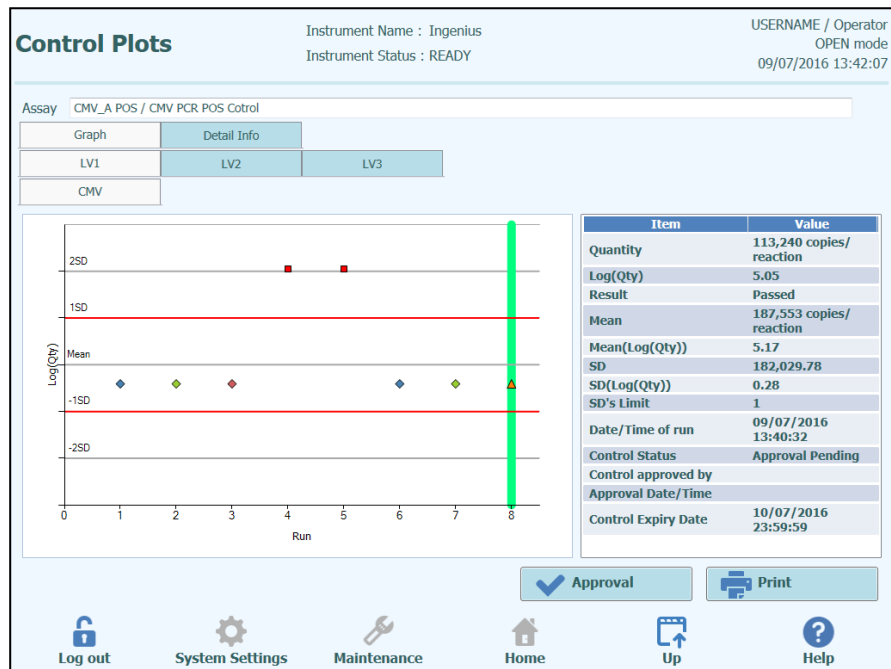 Control Plots
Instrument Name : Ingenius
Instrument Status : READY
USERNAME / Operator
OPEN mode
09/07/2016 13:42:07
Assay CMV_A POS / CMV PCR POS Cotrol
Graph Detail Info
LV1 LV2 LV3
CMV
Log(Qty)
2SD
1SD
Mean
-1SD
-2SD
0 1 2 3 4 5 6 7 8
Run
Item Value
Quantity 113,240 copies/
reaction
Log(Qty) 5.05
Result Passed
Mean 187,553 copies/
reaction
Mean(Log(Qty)) 5.17
SD 182,029.78
SD(Log(Qty)) 0.28
SD's Limit 1
Date/Time of run 09/07/2016
13:40:32
Control Status Approval Pending
Control approved by
Approval Date/Time
Control Expiry Date 10/07/2016
23:59:59
Approval Print
Log out System Settings Maintenance Home Up Help